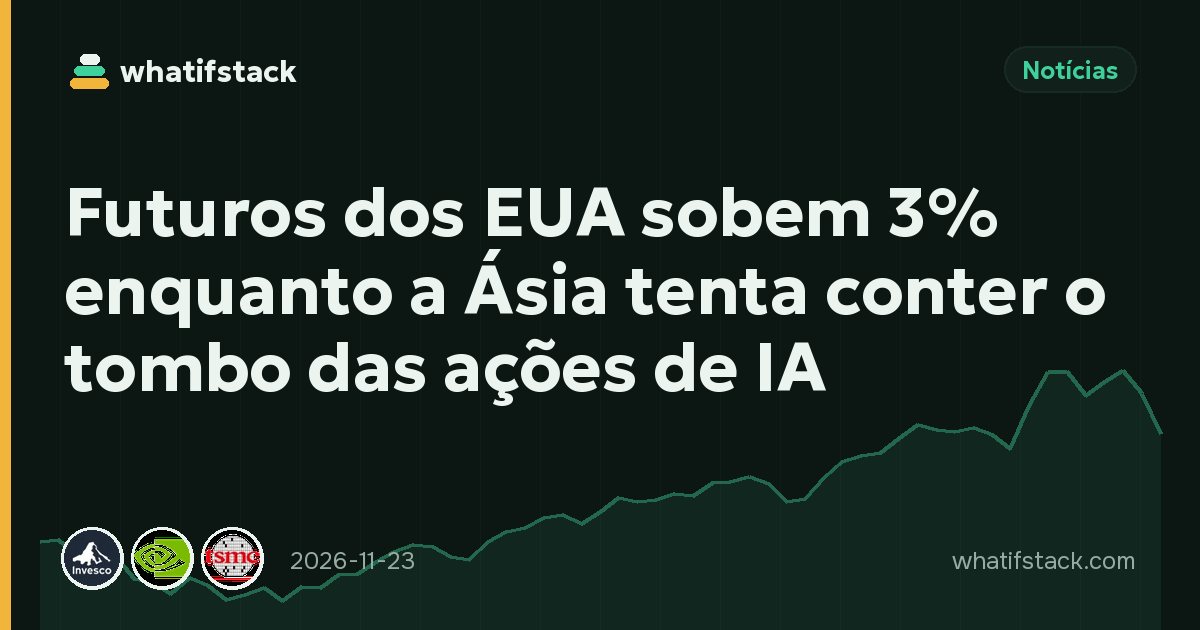 whatifstack
Notícias
Futuros dos EUA sobem 3%
enquanto a Ásia tenta conter o
tombo das ações de IA
Invesco
tsmc
2026-11-23
whatifstack.com